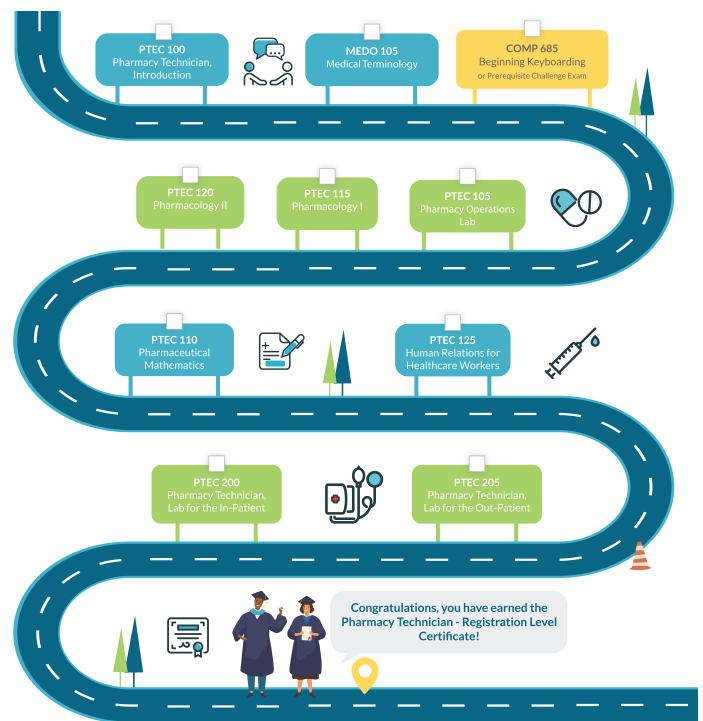 PTEC 100
Pharmacy Technician,
Introduction
MEDO 105
Medical Terminology
COMP 685
Beginning Keyboarding
or Prerequisite Challenge Exam
PTEC 120
Pharmacology II
PTEC 115
Pharmacology I
PTEC 105
Pharmacy Operations
Lab
PTEC 110
Pharmaceutical
Mathematics
PTEC 125
Human Relations for
Healthcare Workers
PTEC 200
Pharmacy Technician,
Lab for the In-Patient
PTEC 205
Pharmacy Technician,
Lab for the Out-Patient
Congratulations, you have earned the
Pharmacy Technician - Registration Level
Certificate!